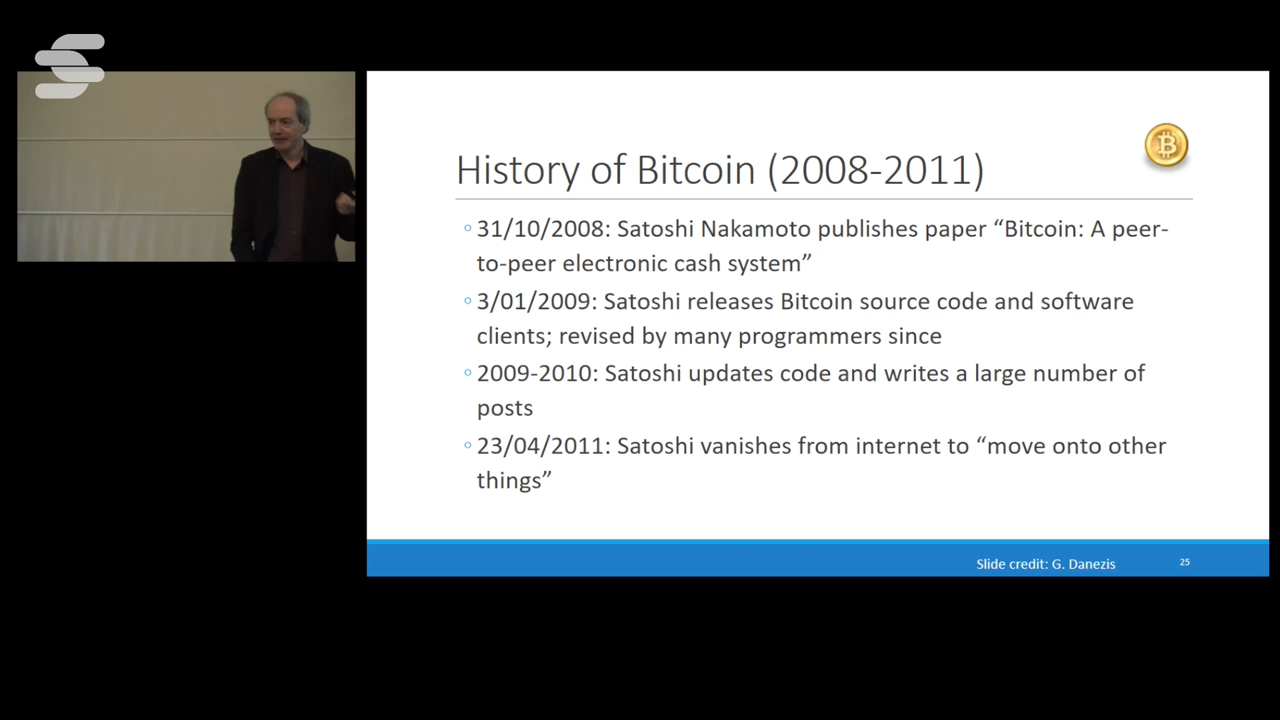 History of Bitcoin (2008-2011)
◦ 31/10/2008: Satoshi Nakamoto publishes paper “Bitcoin: A peer-
to-peer electronic cash system”
◦ 3/01/2009: Satoshi releases Bitcoin source code and software
clients; revised by many programmers since
◦ 2009-2010: Satoshi updates code and writes a large number of
posts
◦ 23/04/2011: Satoshi vanishes from internet to “move onto other
things”
Slide credit: G. Danezis 25